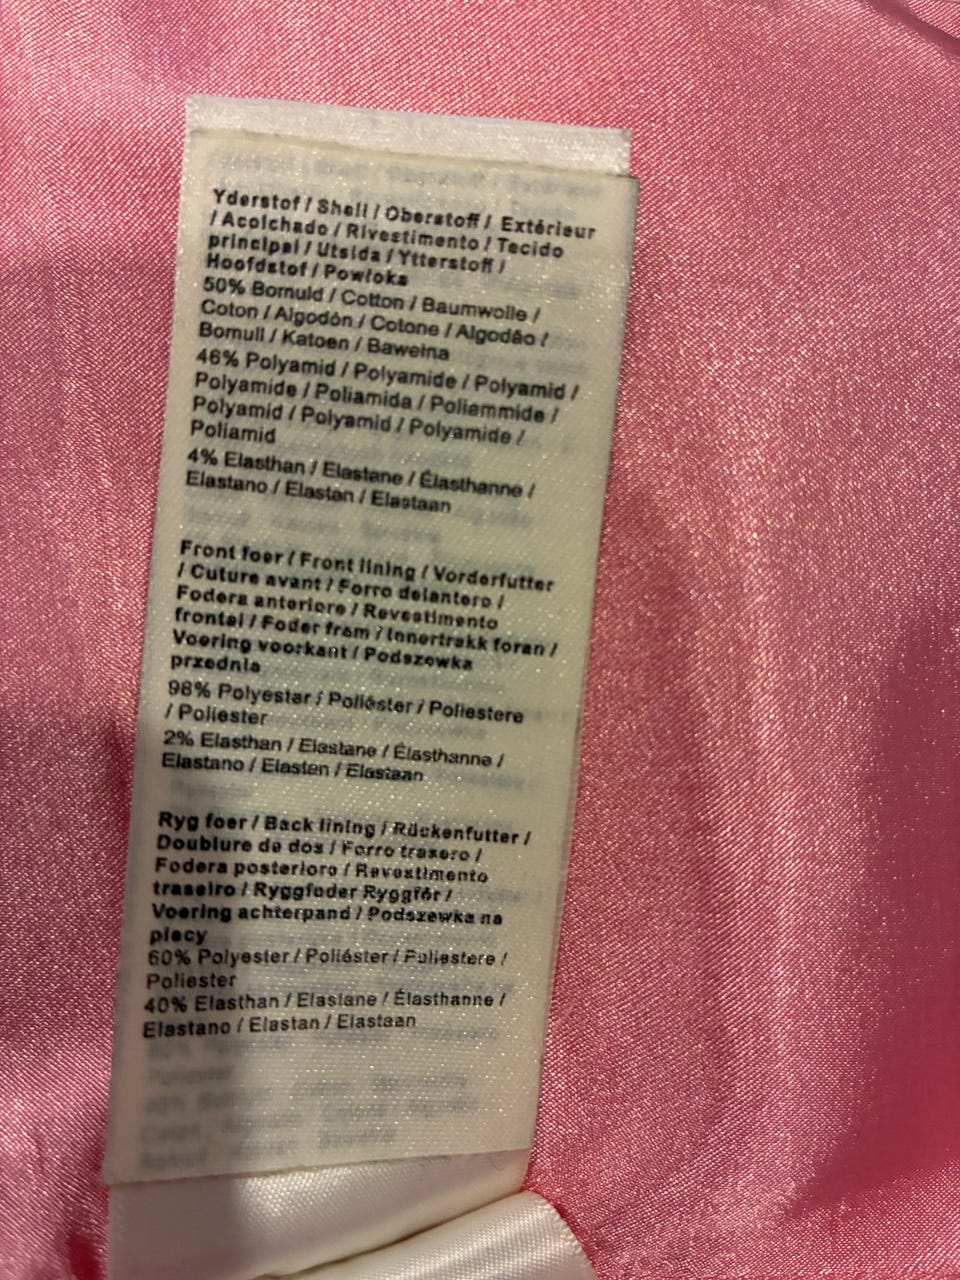 Yderstof / Shell / Oberstoff / Extérieur
/ Acolchado / Rivestimento / Tecido
principal / Utsida / Ytterstoff /
Hoofdstof / Powloka
50% Bomuld / Cotton / Baumwolle /
Coton / Algodón / Cotone / Algodão /
Bomull / Katoen / Bawełna
46% Polyamid / Polyamide / Polyamid /
Polyamide / Poliamida / Poliammide /
Polyamid / Polyamid / Polyamide /
Poliamid
4% Elasthan / Elastane / Élasthanne /
Elastano / Elastan / Elastaan
Front foer / Front lining / Vorderfutter
/ Cuture avant / Forro delantero /
Fodera anteriore / Revestimento
frontal / Foder fram / Innertrekk foran /
Voering voorkant / Podszewka
przednia
98% Polyester / Poliéster / Poliestere
/ Poliester
2% Elasthan / Elastane / Élasthanne /
Elastano / Elastan / Elastaan
Ryg foer / Back lining / Rückenfutter /
Doublure de dos / Forro trasero /
Fodera posteriore / Revestimento
traseiro / Ryggfoder Ryggfôr /
Voering achterpand / Podszewka na
plecy
60% Polyester / Poliéster / Poliestere /
Poliester
40% Elasthan / Elastane / Élasthanne /
Elastano / Elastan / Elastaan